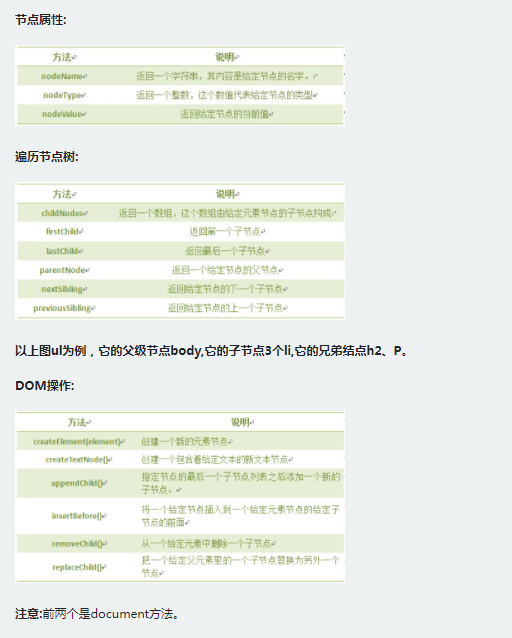 节点属性:
方法 说明
nodeName 返回一个字符串，其内容是给定节点的名字。
nodeType 返回一个整数，这个数值代表给定节点的类型
nodeValue 返回给定节点的当前值
遍历节点树:
方法 说明
childNodes 返回一个数组，这个数组由给定元素节点的子节点构成
firstChild 返回第一个子节点
lastChild 返回最后一个子节点
parentNode 返回一个给定节点的父节点
nextSibling 返回给定节点的下一个子节点
previousSibling 返回给定节点的上一个子节点
以上图ul为例，它的父级节点body,它的子节点3个li,它的兄弟结点h2、P。
DOM操作:
方法 说明
createElement(element) 创建一个新的元素节点
createTextNode() 创建一个包含着给定文本的新文本节点
appendChild() 指定节点的最后一个子节点列表之后添加一个新的
子节点。
insertBefore() 将一个给定节点插入到一个给定元素节点的给定子
节点的前面
removeChild() 从一个给定元素中删除一个子节点
replaceChild() 把一个给定父元素里的一个子节点替换为另外一个
节点
注意:前两个是document方法。